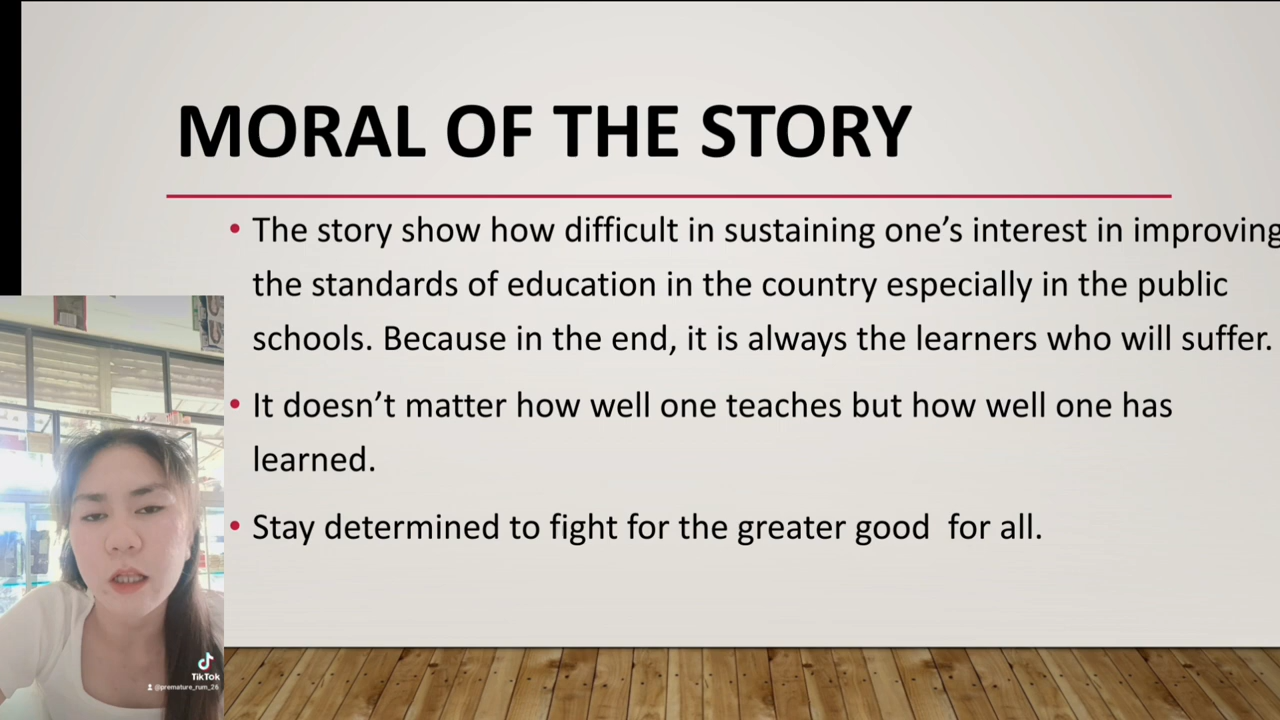 MORAL OF THE STORY
• The story show how difficult in sustaining one's interest in improving
the standards of education in the country especially in the public
schools. Because in the end, it is always the learners who will suffer.
• It doesn't matter how well one teaches but how well one has
learned.
• Stay determined to fight for the greater good  for all.
TikTok
@premature_rum_26